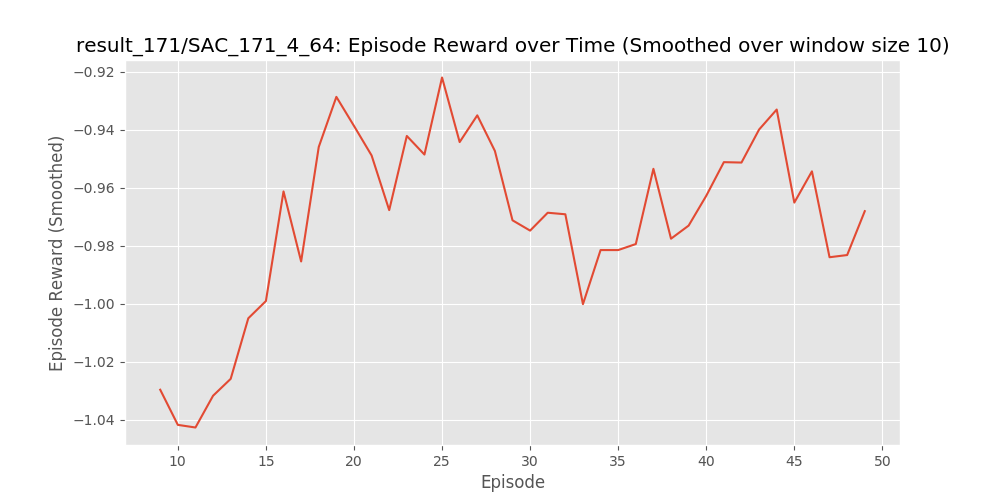 result_171/SAC_171_4_64: Episode Reward over Time (Smoothed over window size 10)
−0.92
−0.94
−0.96
−0.98
−1.00
−1.02
−1.04
Episode Reward (Smoothed)
10 15 20 25 30 35 40 45 50
Episode